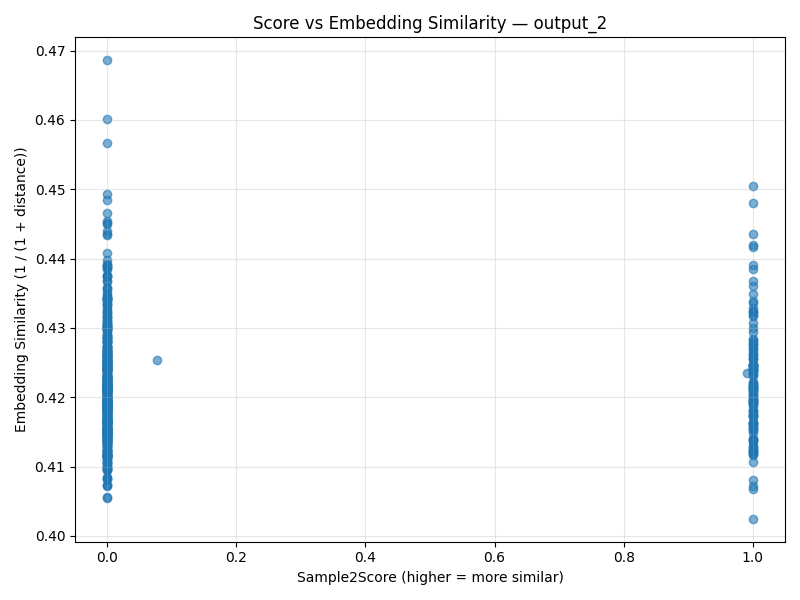 Score vs Embedding Similarity — output_2
Embedding Similarity (1 / (1 + distance))
0.47
0.46
0.45
0.44
0.43
0.42
0.41
0.40
0.0 0.2 0.4 0.6 0.8 1.0
Sample2Score (higher = more similar)